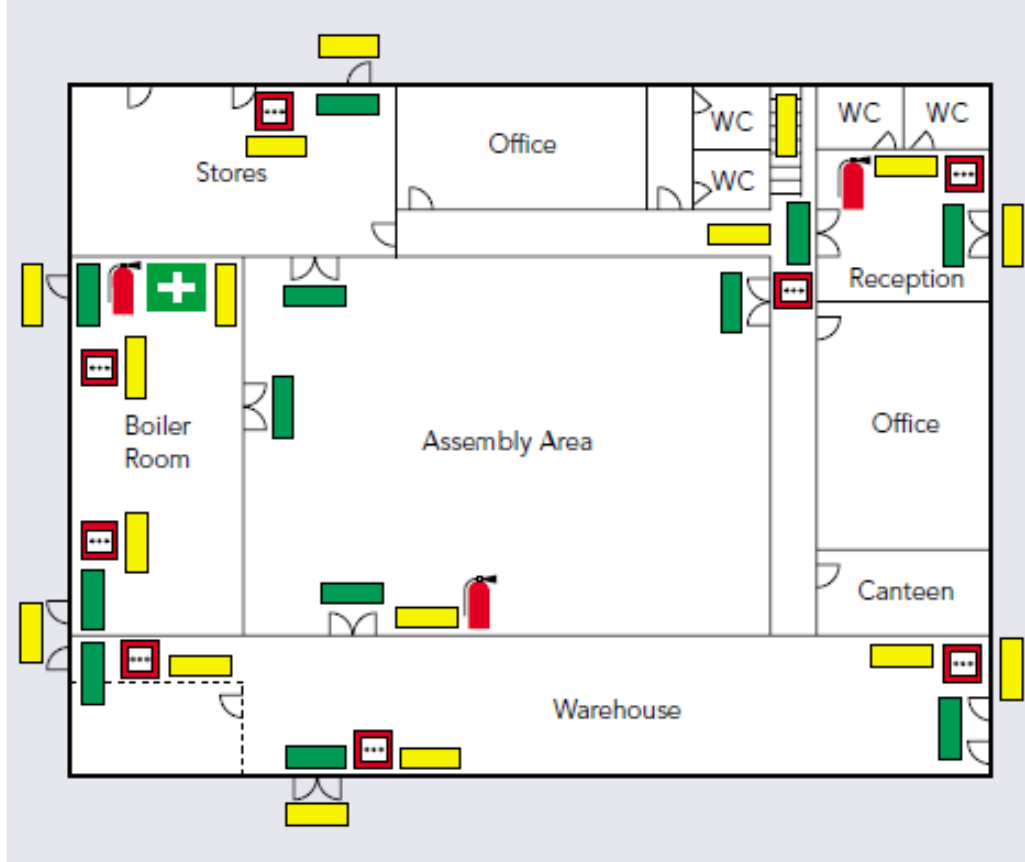 WC
WC
WC
Office
Stores
WC
Reception
Boiler
Room
Assembly Area
Office
Canteen
Warehouse